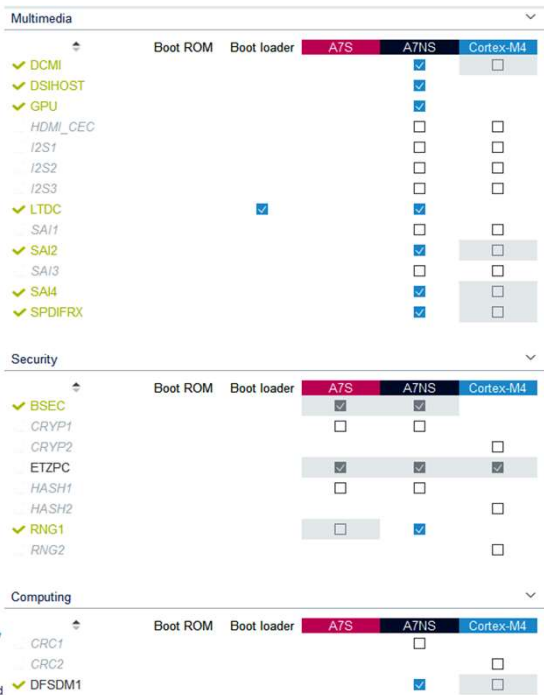 Multimedia
Boot ROM Boot loader A7S A7NS Cortex-M4
DCMI
DSIHOST
GPU
HDMI_CEC
I2S1
I2S2
I2S3
LTDC
SAI1
SAI2
SAI3
SAI4
SPDIFRX
Security
Boot ROM Boot loader A7S A7NS Cortex-M4
BSEC
CRYP1
CRYP2
ETZPC
HASH1
HASH2
RNG1
RNG2
Computing
Boot ROM Boot loader A7S A7NS Cortex-M4
CRC1
CRC2
DFSDM1